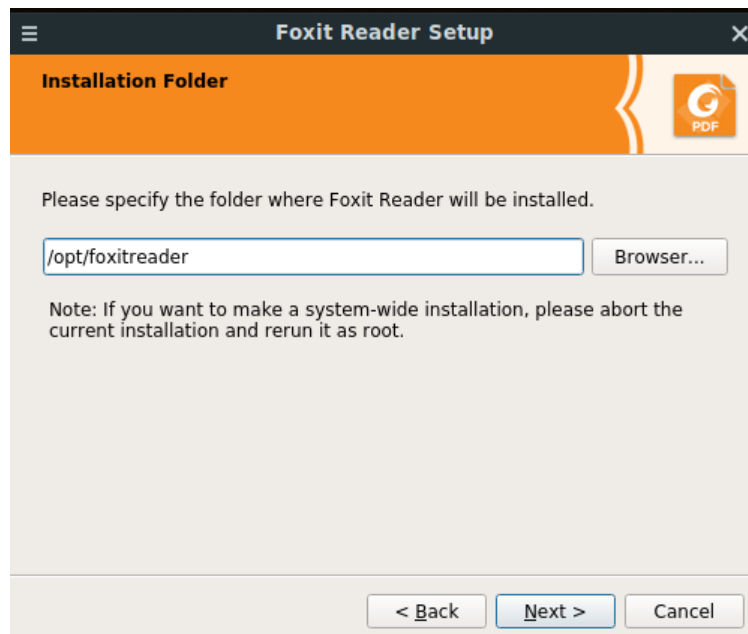 Foxit Reader Setup
Installation Folder
PDF
Please specify the folder where Foxit Reader will be installed.
/opt/foxitreader
Browser...
Note: If you want to make a system-wide installation, please abort the
current installation and rerun it as root.
< Back
Next >
Cancel